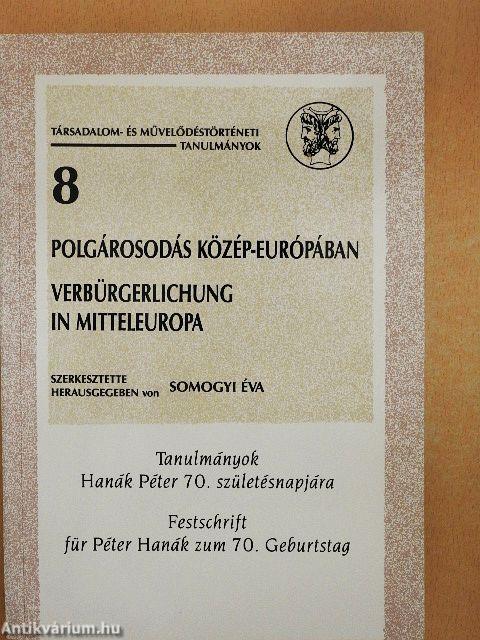 TÁRSADALOM- ÉS MŰVELŐDÉSTÖRTÉNETI
TANULMÁNYOK
8
POLGÁROSODÁS KÖZÉP-EURÓPÁBAN
VERBÜRGERLICHUNG
IN MITTELEUROPA
SZERKESZTETTE
HERAUSGEGEBEN von SOMOGYI ÉVA
Tanulmányok
Hanák Péter 70. születésnapjára
Festschrift
für Péter Hanák zum 70. Geburtstag
Antikvárium.hu